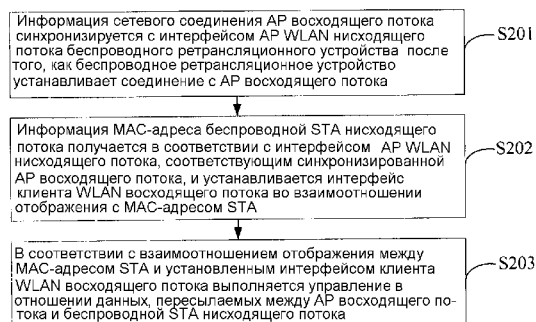 Информация сетевого соединения AP восходящего потока
синхронизируется с интерфейсом AP WLAN нисходящего
потока беспроводного ретрансляционного устройства после
того, как беспроводное ретрансляционное устройство
устанавливает соединение с AP восходящего потока
S201
Информация MAC-адреса беспроводной STA нисходящего
потока получается в соответствии с интерфейсом AP WLAN
нисходящего потока, соответствующим синхронизированной
AP восходящего потока, и устанавливается интерфейс
клиента WLAN восходящего потока во взаимоотношении
отображения с MAC-адресом STA
S202
В соответствии с взаимоотношением отображения между
MAC-адресом STA и установленным интерфейсом клиента
WLAN восходящего потока выполняется управление в
отношении данных, пересылаемых между AP восходящего по-
тока и беспроводной STA нисходящего потока
S203